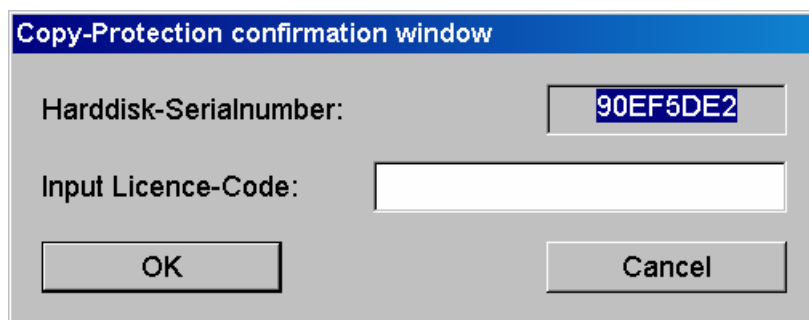 Copy-Protection confirmation window
Harddisk-Serialnumber: 90EF5DE2
Input Licence-Code:
OK Cancel